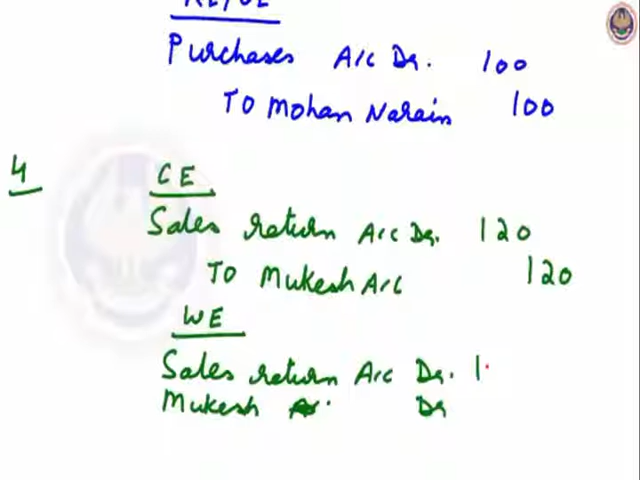 Purchases A/c Dr. 100
To Mohan Narain 100
4
CE
Sales return A/c Dr. 120
To Mukesh A/c 120
WE
Sales return A/c Dr. 1
Mukesh Dr